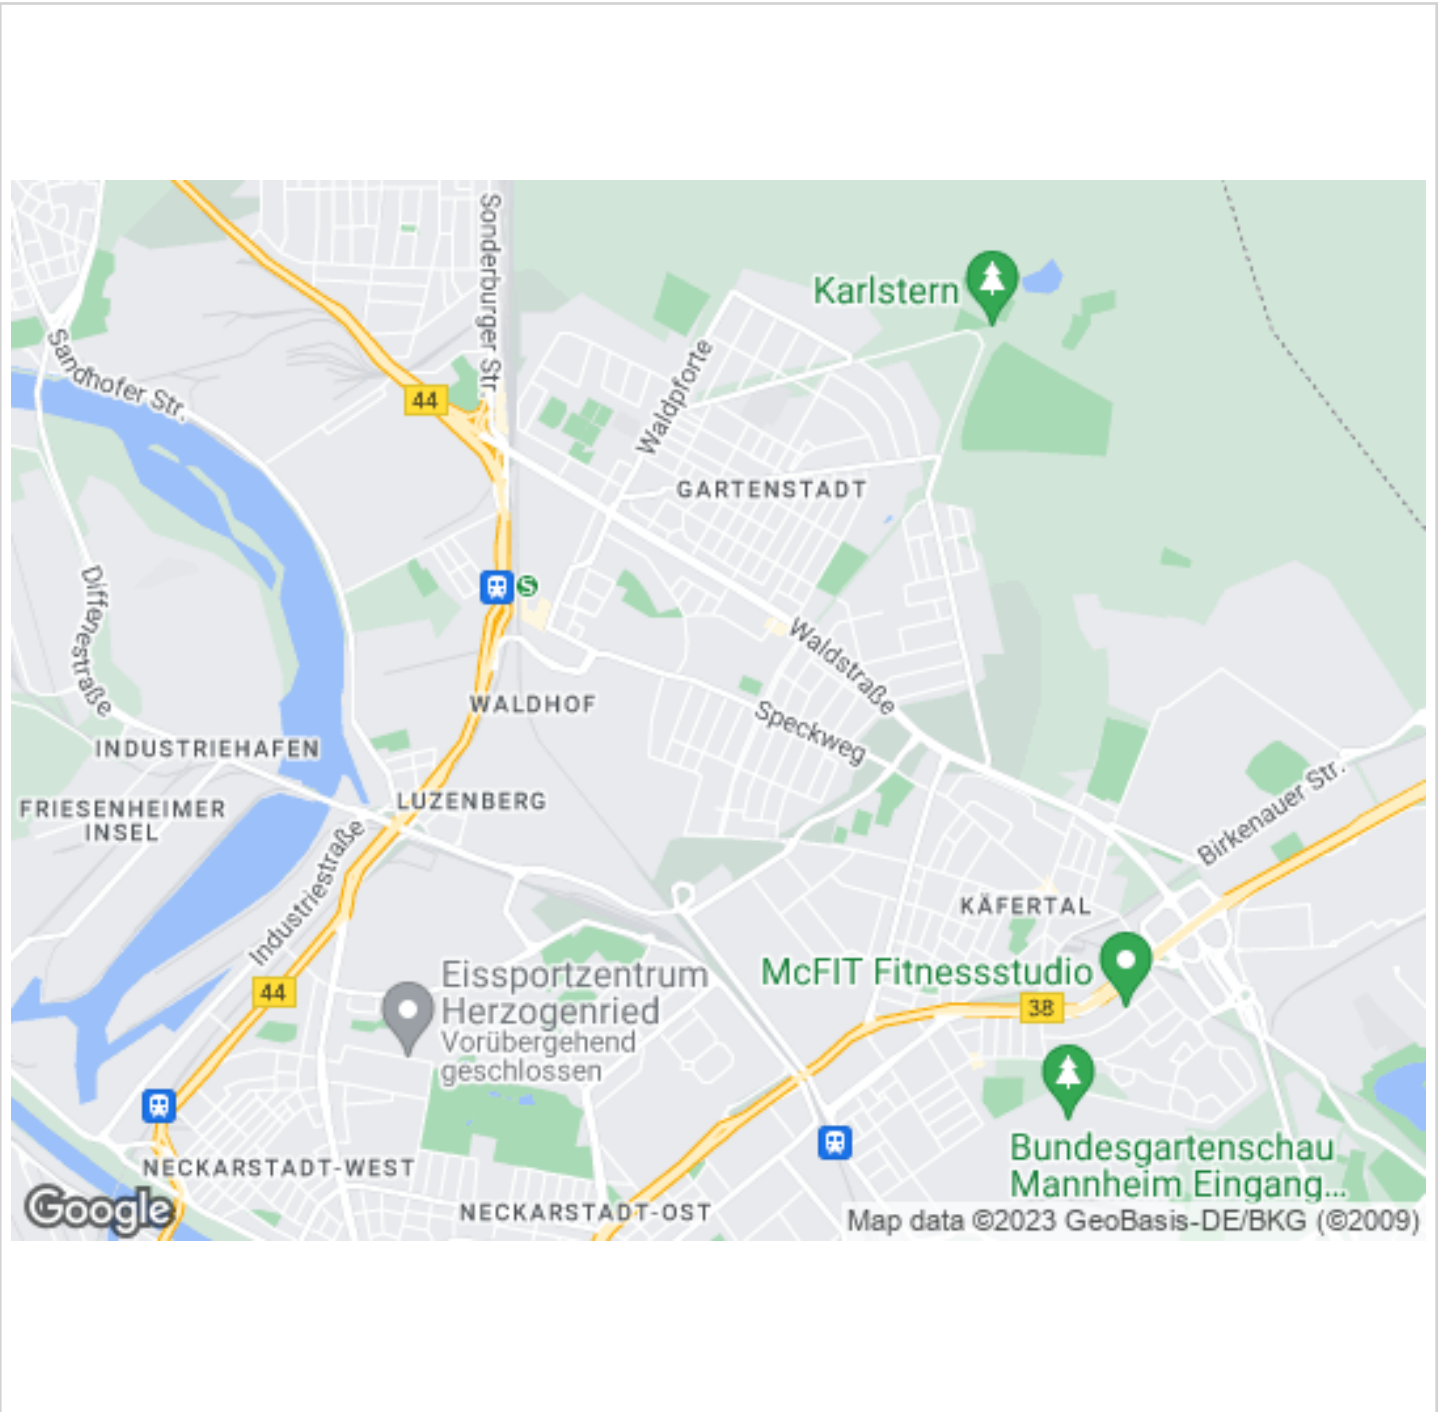 Sonderburger Str.
Karlstern
Sandhofer Str.
44
Waldpforte
GARTENSTADT
S
Differnestraße
Waldstraße
WALDHOF
Speckweg
INDUSTRIEHAFEN
LUZENBERG
FRIESENHEIMER
INSEL
Birkenauer Str.
Industriestraße
KÄFERTAL
McFIT Fitnessstudio
Eissportzentrum
Herzogenried
Vorübergehend
geschlossen
44
38
Bundesgartenschau
Mannheim Eingang...
NECKARSTADT-WEST
NECKARSTADT-OST
Google
Map data ©2023 GeoBasis-DE/BKG (©2009)